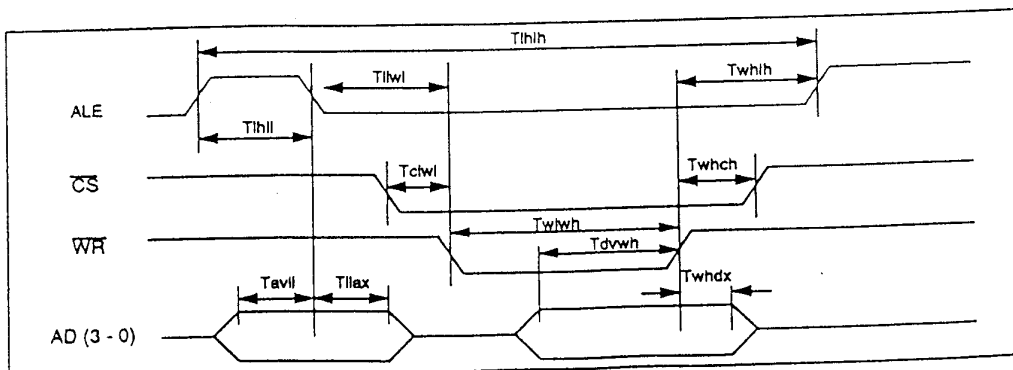 Tlhlh
Tllwl
Twhlh
ALE
Tlhll
Tclwl
Twhch
CS
Twlwh
WR
Tdvwh
Twhdx
Tavll
Tllax
AD (3 - 0)